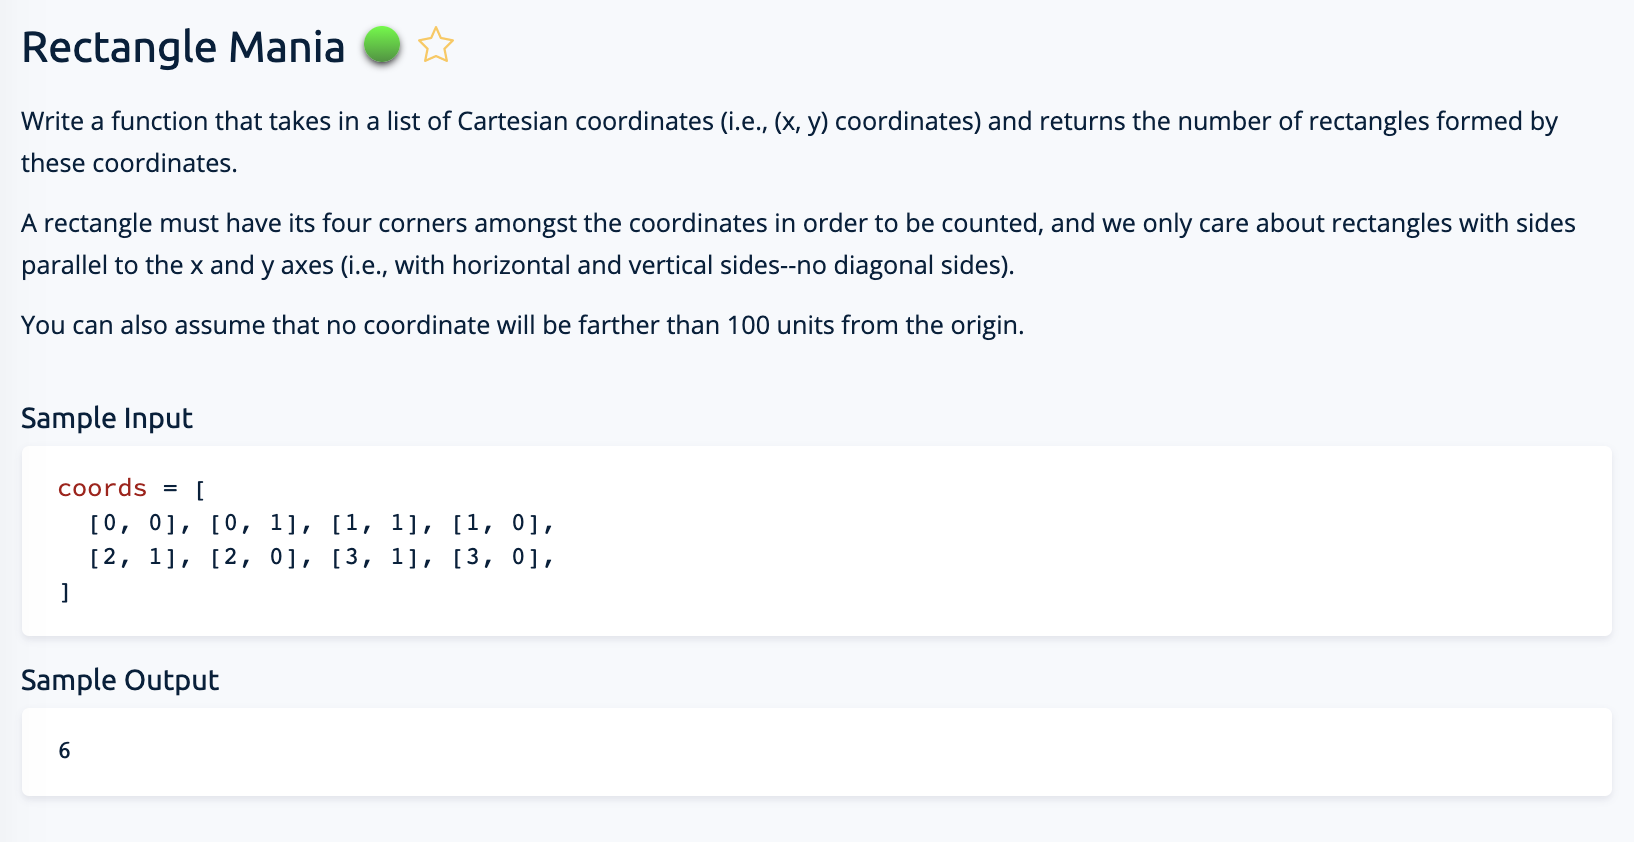 Rectangle Mania
Write a function that takes in a list of Cartesian coordinates (i.e., (x, y) coordinates) and returns the number of rectangles formed by
these coordinates.
A rectangle must have its four corners amongst the coordinates in order to be counted, and we only care about rectangles with sides
parallel to the x and y axes (i.e., with horizontal and vertical sides--no diagonal sides).
You can also assume that no coordinate will be farther than 100 units from the origin.
Sample Input
coords = [
  [0, 0], [0, 1], [1, 1], [1, 0],
  [2, 1], [2, 0], [3, 1], [3, 0],
]
Sample Output
6